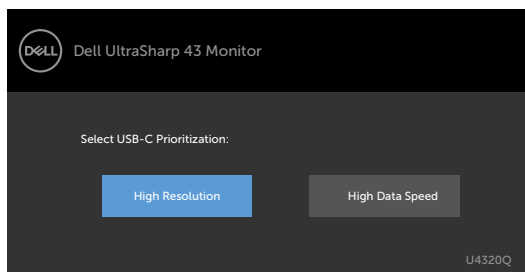 DELL Dell UltraSharp 43 Monitor
Select USB-C Prioritization:
High Resolution High Data Speed
U4320Q